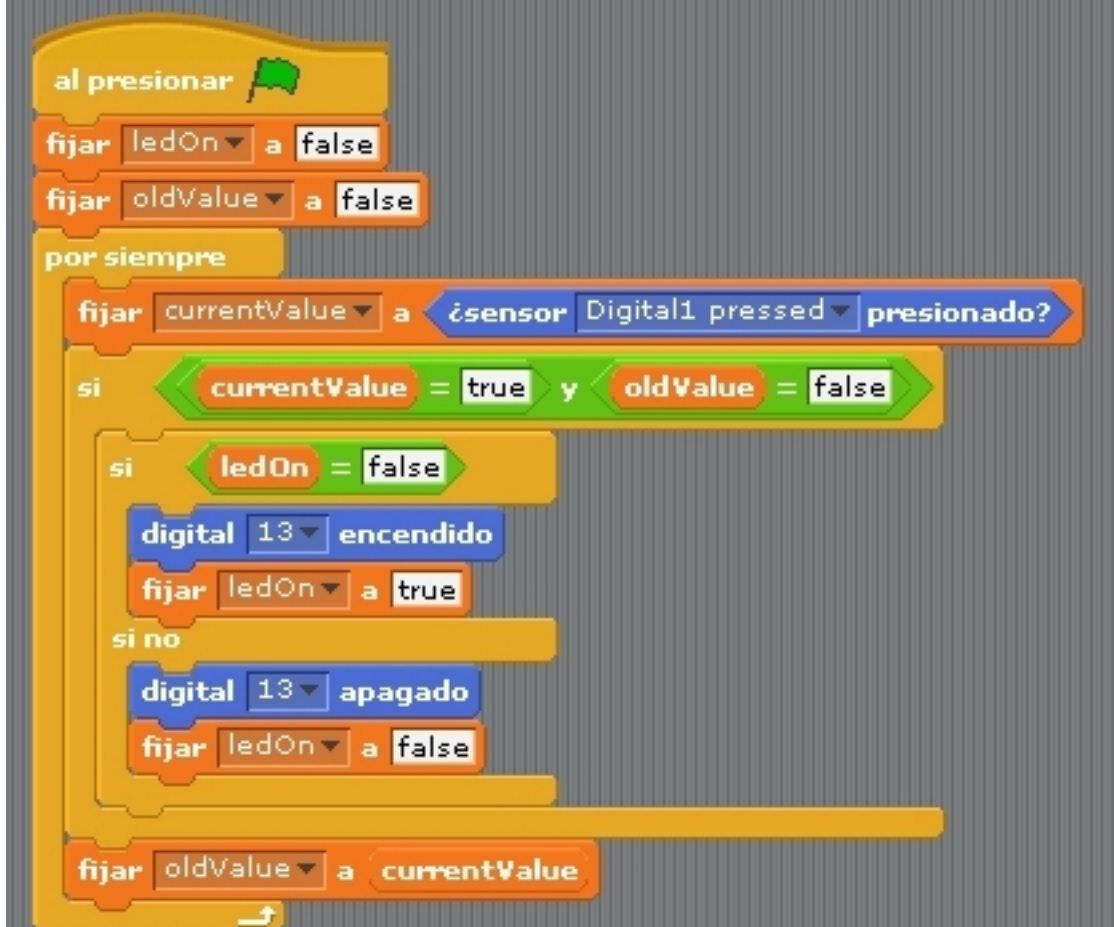 al presionar
fijar ledOn a false
fijar oldValue a false
por siempre
fijar currentValue a ¿sensor Digital1 pressed presionado?
si currentValue = true y oldValue = false
si ledOn = false
digital 13 encendido
fijar ledOn a true
si no
digital 13 apagado
fijar ledOn a false
fijar oldValue a currentValue